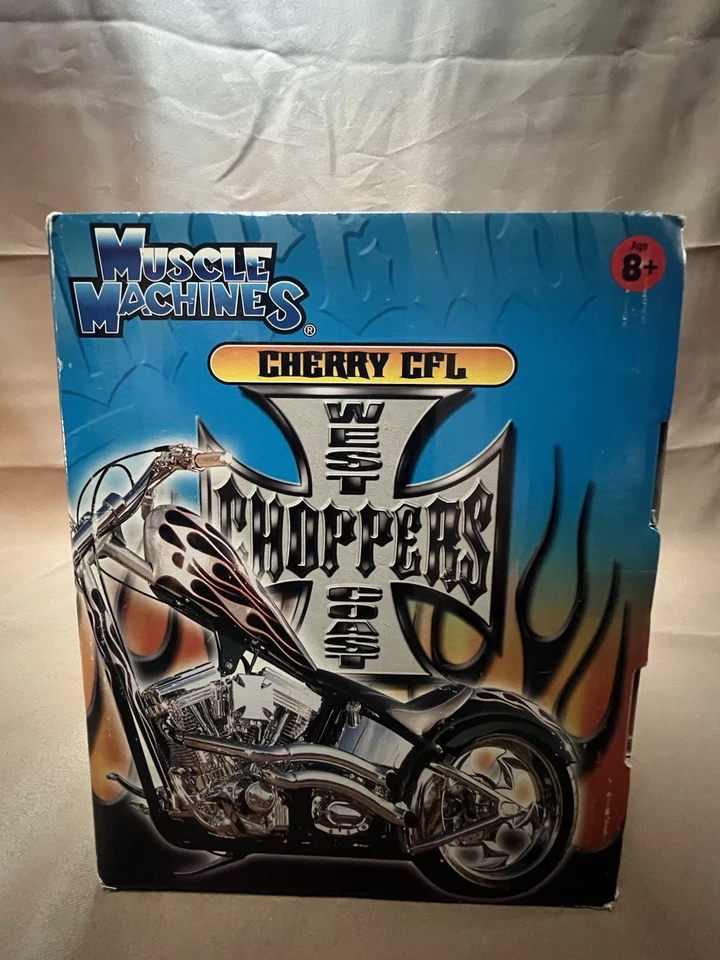 MUSCLE
MACHINES®
Age
8+
CHERRY CFL
WEST
CHOPPERS
COAST